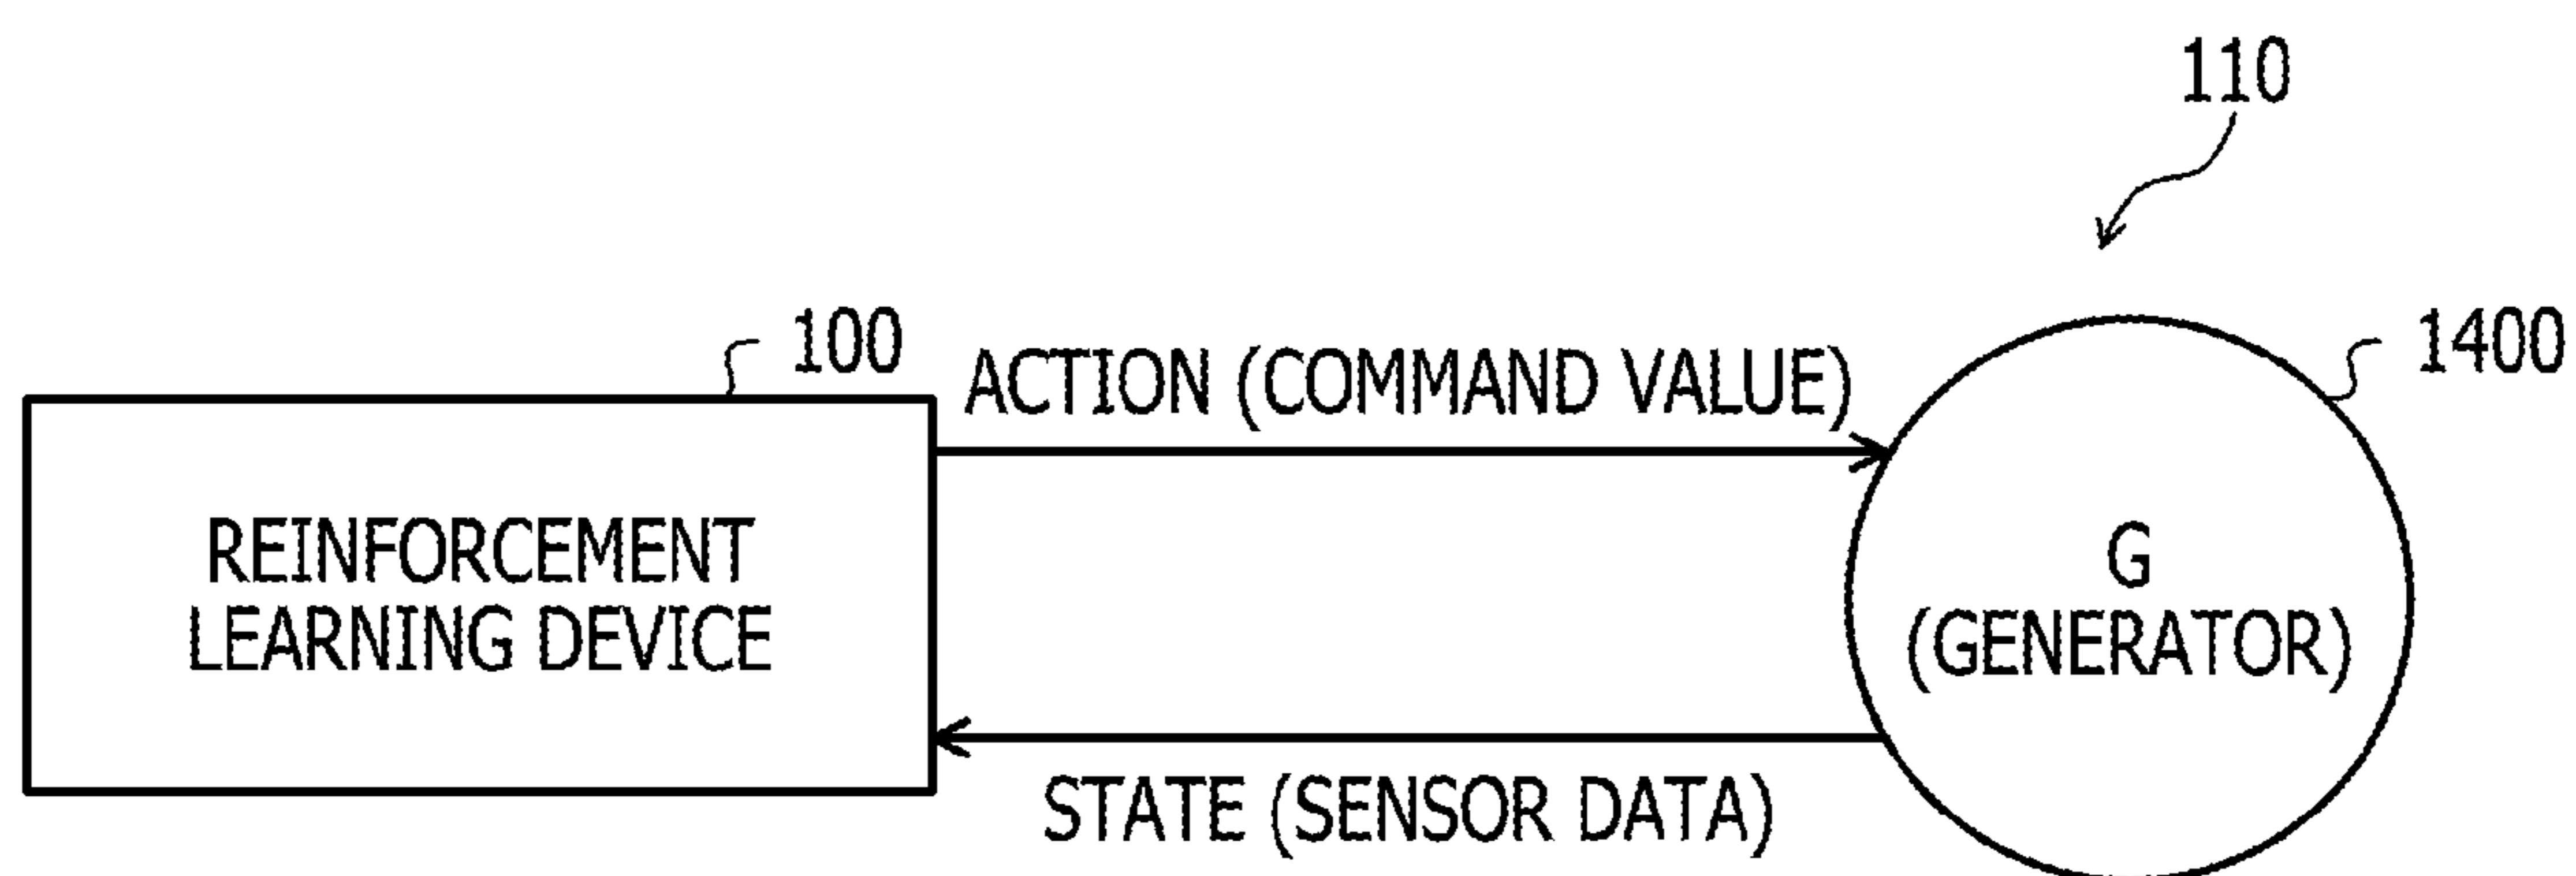 110
100
1400
ACTION (COMMAND VALUE)
REINFORCEMENT
LEARNING DEVICE
G
(GENERATOR)
STATE (SENSOR DATA)